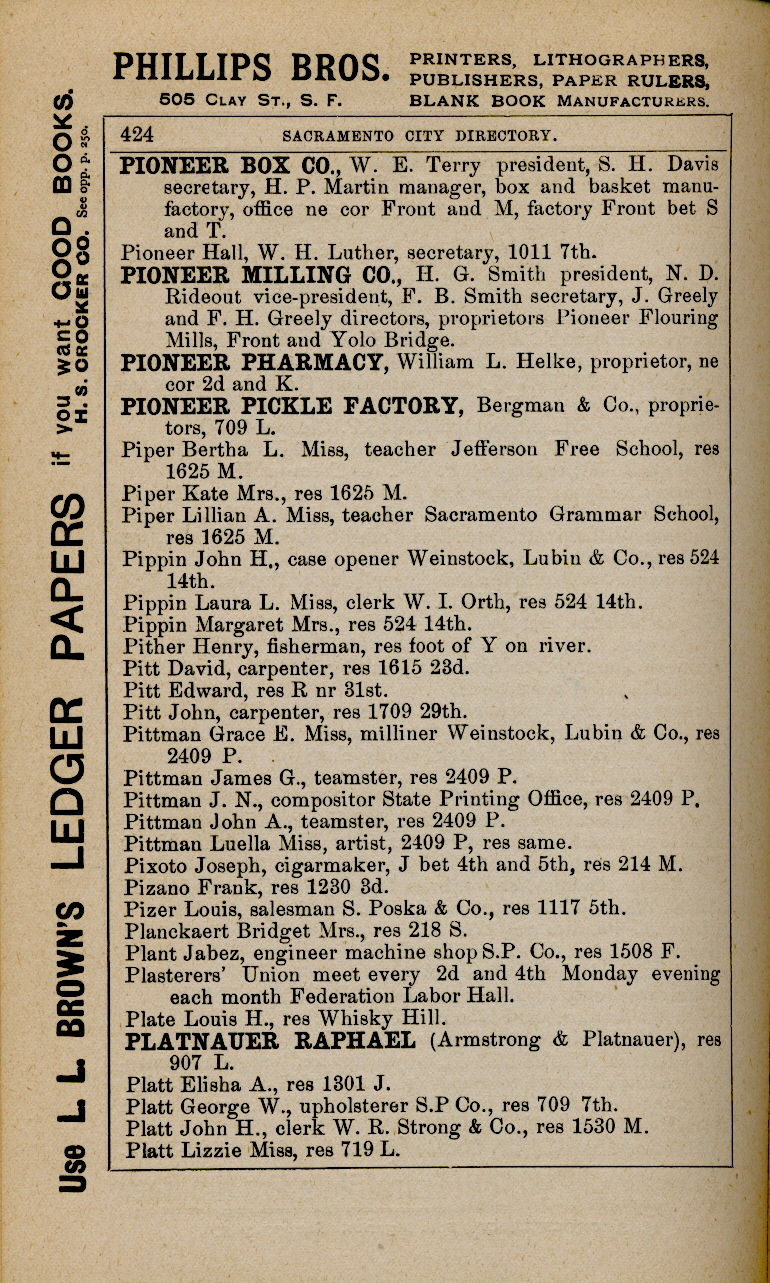 PHILLIPS BROS.
505 CLAY ST., S. F.
PRINTERS, LITHOGRAPHERS,
PUBLISHERS, PAPER RULERS,
BLANK BOOK MANUFACTURERS.
Use L. L. BROWN'S LEDGER PAPERS if you want GOOD BOOKS.
H. S. CROCKER CO. See opp. p. 250.
424 SACRAMENTO CITY DIRECTORY.
PIONEER BOX CO., W. E. Terry president, S. H. Davis
secretary, H. P. Martin manager, box and basket manu-
factory, office ne cor Front and M, factory Front bet S
and T.
Pioneer Hall, W. H. Luther, secretary, 1011 7th.
PIONEER MILLING CO., H. G. Smith president, N. D.
Rideout vice-president, F. B. Smith secretary, J. Greely
and F. H. Greely directors, proprietors Pioneer Flouring
Mills, Front and Yolo Bridge.
PIONEER PHARMACY, William L. Helke, proprietor, ne
cor 2d and K.
PIONEER PICKLE FACTORY, Bergman & Co., proprie-
tors, 709 L.
Piper Bertha L. Miss, teacher Jefferson Free School, res
1625 M.
Piper Kate Mrs., res 1625 M.
Piper Lillian A. Miss, teacher Sacramento Grammar School,
res 1625 M.
Pippin John H., case opener Weinstock, Lubin & Co., res 524
14th.
Pippin Laura L. Miss, clerk W. I. Orth, res 524 14th.
Pippin Margaret Mrs., res 524 14th.
Pither Henry, fisherman, res foot of Y on river.
Pitt David, carpenter, res 1615 23d.
Pitt Edward, res R nr 31st.
Pitt John, carpenter, res 1709 29th.
Pittman Grace E. Miss, milliner Weinstock, Lubin & Co., res
2409 P.
Pittman James G., teamster, res 2409 P.
Pittman J. N., compositor State Printing Office, res 2409 P.
Pittman John A., teamster, res 2409 P.
Pittman Luella Miss, artist, 2409 P, res same.
Pixoto Joseph, cigarmaker, J bet 4th and 5th, res 214 M.
Pizano Frank, res 1230 3d.
Pizer Louis, salesman S. Poska & Co., res 1117 5th.
Planckaert Bridget Mrs., res 218 S.
Plant Jabez, engineer machine shop S.P. Co., res 1508 F.
Plasterers' Union meet every 2d and 4th Monday evening
each month Federation Labor Hall.
Plate Louis H., res Whisky Hill.
PLATNAUER RAPHAEL (Armstrong & Platnauer), res
907 L.
Platt Elisha A., res 1301 J.
Platt George W., upholsterer S.P Co., res 709 7th.
Platt John H., clerk W. R. Strong & Co., res 1530 M.
Platt Lizzie Miss, res 719 L.